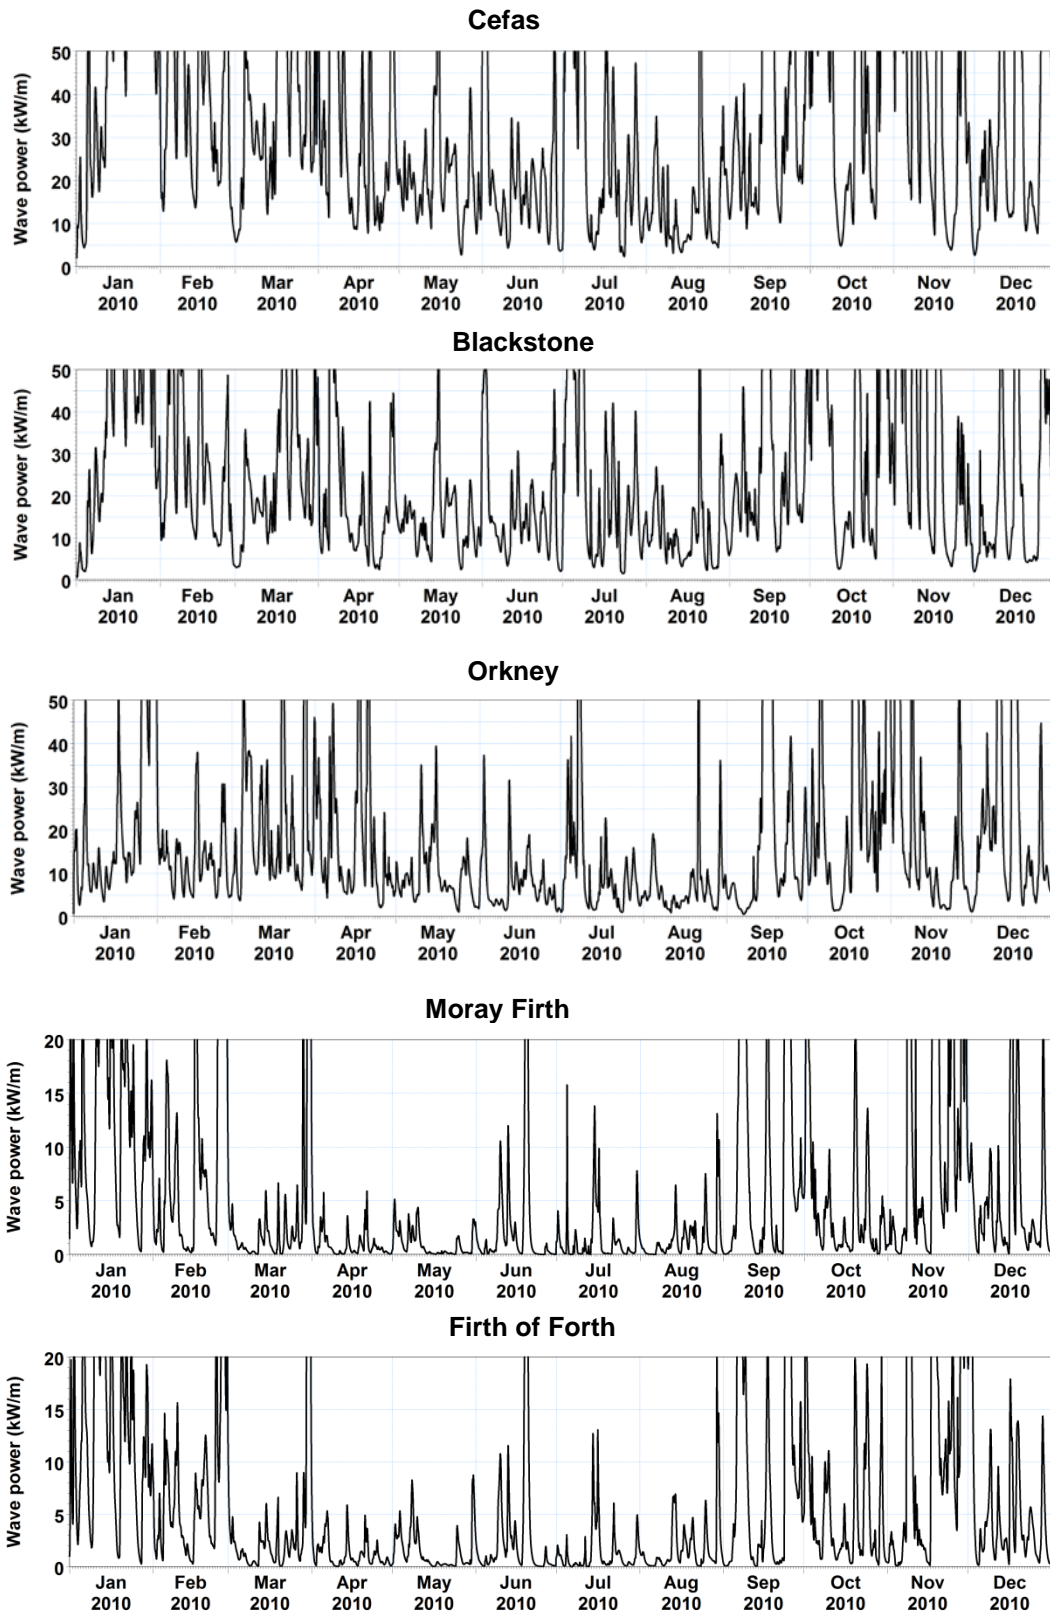 Cefas
Wave power (kW/m)
50
40
30
20
10
0
Jan Feb Mar Apr May Jun Jul Aug Sep Oct Nov Dec
2010 2010 2010 2010 2010 2010 2010 2010 2010 2010 2010 2010
Blackstone
Wave power (kW/m)
50
40
30
20
10
0
Jan Feb Mar Apr May Jun Jul Aug Sep Oct Nov Dec
2010 2010 2010 2010 2010 2010 2010 2010 2010 2010 2010 2010
Orkney
Wave power (kW/m)
50
40
30
20
10
0
Jan Feb Mar Apr May Jun Jul Aug Sep Oct Nov Dec
2010 2010 2010 2010 2010 2010 2010 2010 2010 2010 2010 2010
Moray Firth
Wave power (kW/m)
20
15
10
5
0
Jan Feb Mar Apr May Jun Jul Aug Sep Oct Nov Dec
2010 2010 2010 2010 2010 2010 2010 2010 2010 2010 2010 2010
Firth of Forth
Wave power (kW/m)
20
15
10
5
0
Jan Feb Mar Apr May Jun Jul Aug Sep Oct Nov Dec
2010 2010 2010 2010 2010 2010 2010 2010 2010 2010 2010 2010